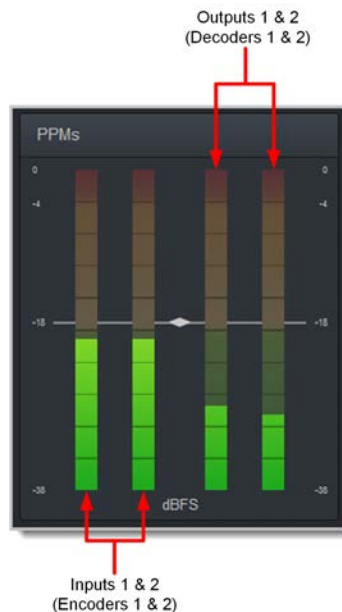 Outputs 1 & 2
(Decoders 1 & 2)
PPMs
0 0
-4 -4
-18 -18
-38 -38
dBFS
Inputs 1 & 2
(Encoders 1 & 2)